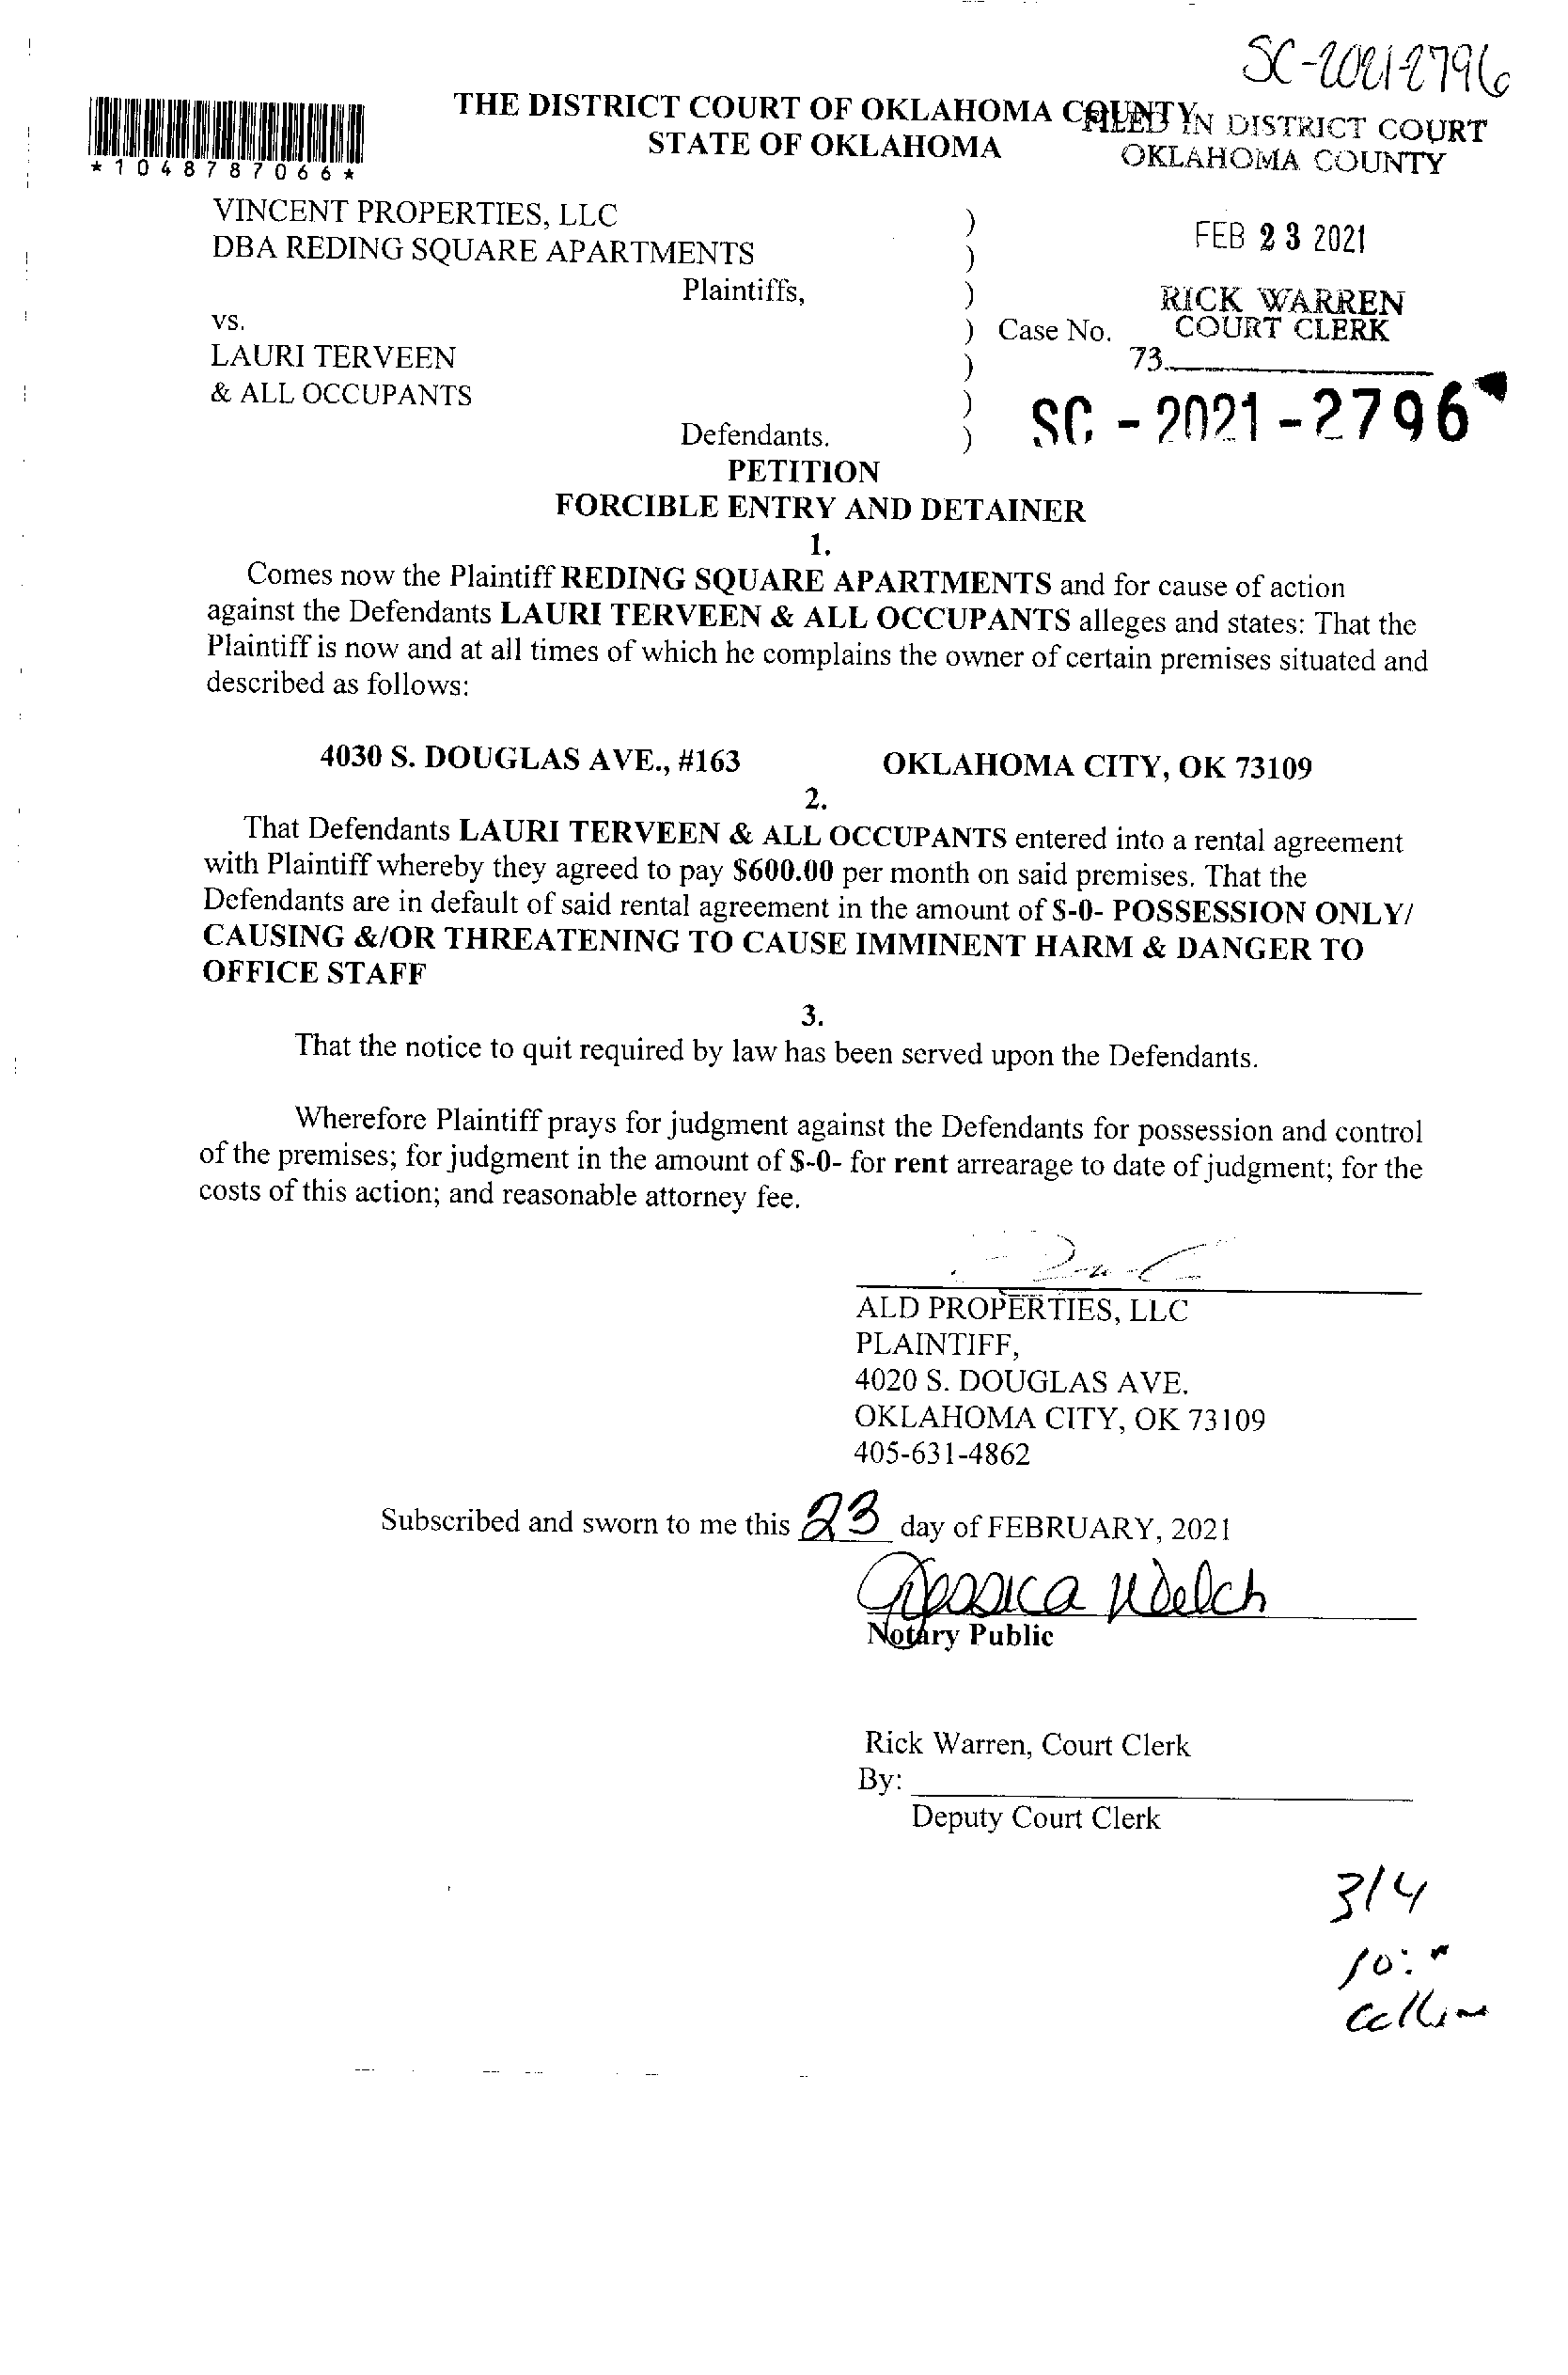 SC-2021-2796
THE DISTRICT COURT OF OKLAHOMA COUNTY
STATE OF OKLAHOMA
FILED IN DISTRICT COURT
OKLAHOMA COUNTY
*1048787066*
VINCENT PROPERTIES, LLC )
DBA REDING SQUARE APARTMENTS )
FEB 23 2021
Plaintiffs, )
RICK WARREN
vs. ) Case No.
COURT CLERK
LAURI TERVEEN )
73
& ALL OCCUPANTS )
SC - 2021 - 2796
Defendants. )
PETITION
FORCIBLE ENTRY AND DETAINER
1.
Comes now the Plaintiff REDING SQUARE APARTMENTS and for cause of action
against the Defendants LAURI TERVEEN & ALL OCCUPANTS alleges and states: That the
Plaintiff is now and at all times of which he complains the owner of certain premises situated and
described as follows:
4030 S. DOUGLAS AVE., #163 OKLAHOMA CITY, OK 73109
2.
That Defendants LAURI TERVEEN & ALL OCCUPANTS entered into a rental agreement
with Plaintiff whereby they agreed to pay $600.00 per month on said premises. That the
Defendants are in default of said rental agreement in the amount of $-0- POSSESSION ONLY/
CAUSING &/OR THREATENING TO CAUSE IMMINENT HARM & DANGER TO
OFFICE STAFF
3.
That the notice to quit required by law has been served upon the Defendants.
Wherefore Plaintiff prays for judgment against the Defendants for possession and control
of the premises; for judgment in the amount of $-0- for rent arrearage to date of judgment; for the
costs of this action; and reasonable attorney fee.
ALD PROPERTIES, LLC
PLAINTIFF,
4020 S. DOUGLAS AVE.
OKLAHOMA CITY, OK 73109
405-631-4862
Subscribed and sworn to me this 23 day of FEBRUARY, 2021
Jessica Welch
Notary Public
Rick Warren, Court Clerk
By:
Deputy Court Clerk
3/4